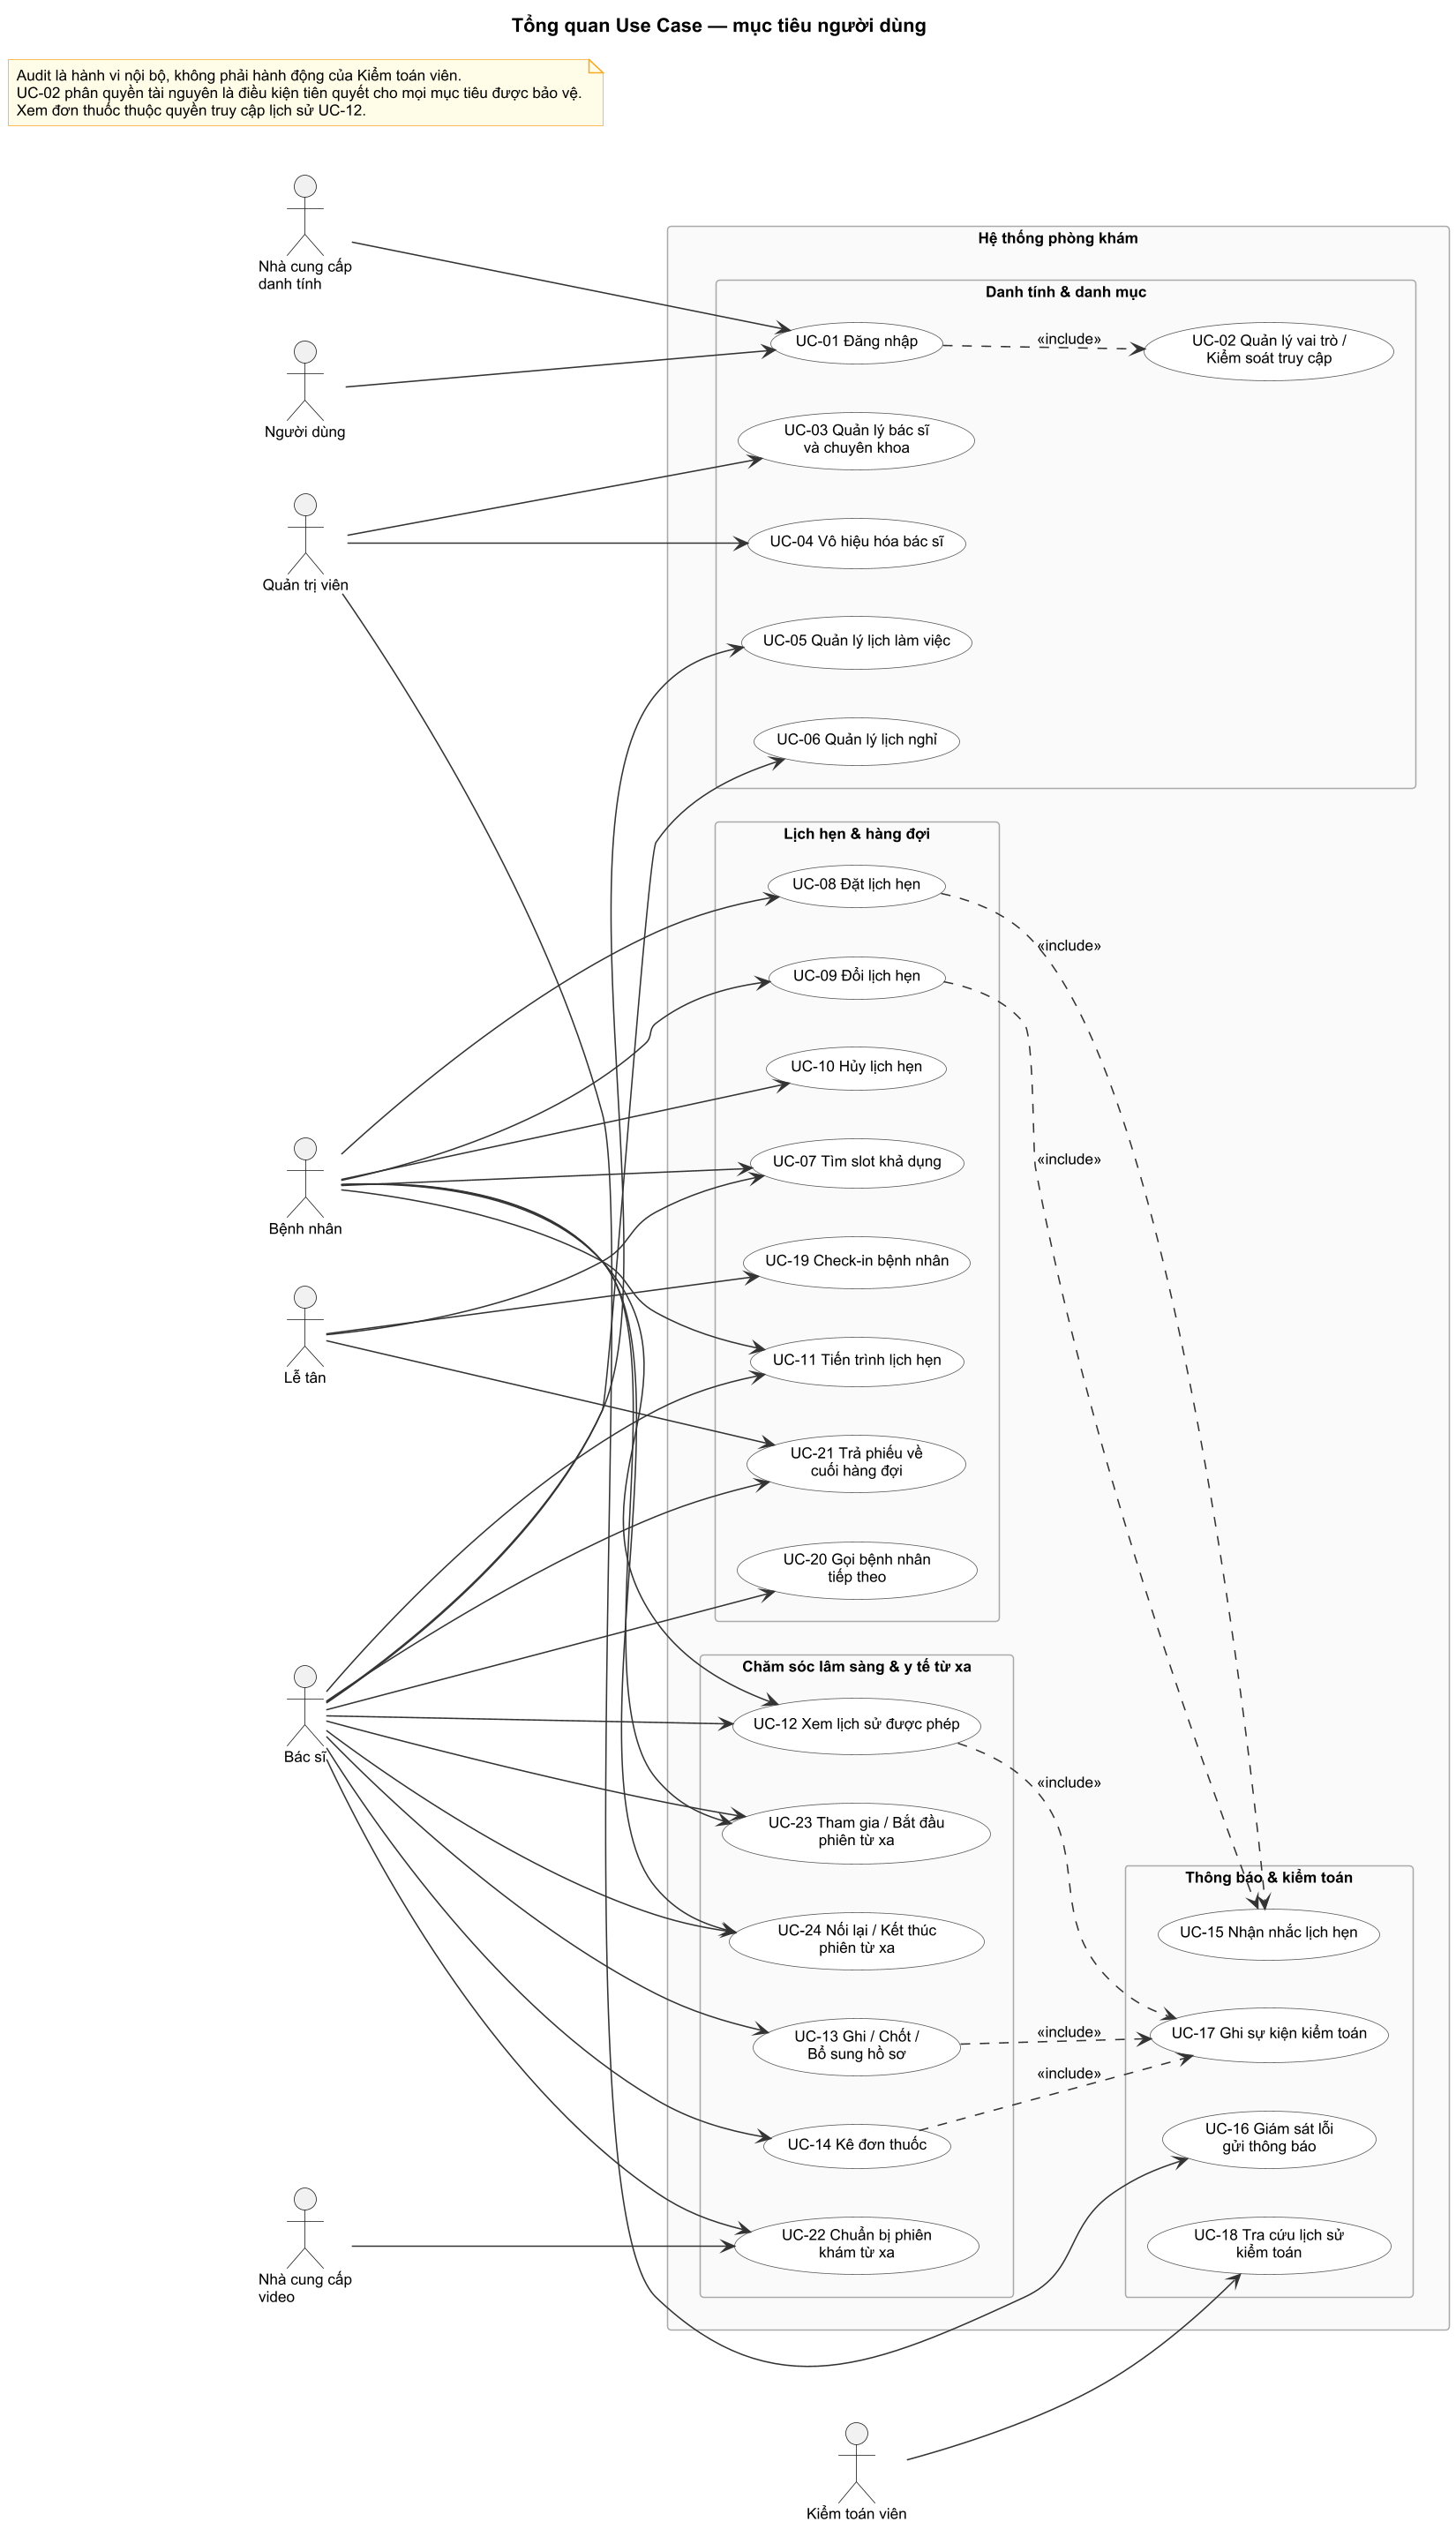 Tổng quan Use Case — mục tiêu người dùng
Audit là hành vi nội bộ, không phải hành động của Kiểm toán viên.
UC-02 phân quyền tài nguyên là điều kiện tiên quyết cho mọi mục tiêu được bảo vệ.
Xem đơn thuốc thuộc quyền truy cập lịch sử UC-12.
Nhà cung cấp
danh tính
Người dùng
Quản trị viên
Bệnh nhân
Lễ tân
Bác sĩ
Nhà cung cấp
video
Kiểm toán viên
Hệ thống phòng khám
Danh tính & danh mục
UC-01 Đăng nhập
«include»
UC-02 Quản lý vai trò /
Kiểm soát truy cập
UC-03 Quản lý bác sĩ
và chuyên khoa
UC-04 Vô hiệu hóa bác sĩ
UC-05 Quản lý lịch làm việc
UC-06 Quản lý lịch nghỉ
Lịch hẹn & hàng đợi
UC-08 Đặt lịch hẹn
«include»
UC-09 Đổi lịch hẹn
UC-10 Hủy lịch hẹn
UC-07 Tìm slot khả dụng
«include»
UC-19 Check-in bệnh nhân
UC-11 Tiến trình lịch hẹn
UC-21 Trả phiếu về
cuối hàng đợi
UC-20 Gọi bệnh nhân
tiếp theo
Chăm sóc lâm sàng & y tế từ xa
UC-12 Xem lịch sử được phép
«include»
UC-23 Tham gia / Bắt đầu
phiên từ xa
UC-24 Nối lại / Kết thúc
phiên từ xa
UC-13 Ghi / Chốt /
Bổ sung hồ sơ
«include»
UC-14 Kê đơn thuốc
«include»
UC-22 Chuẩn bị phiên
khám từ xa
Thông báo & kiểm toán
UC-15 Nhận nhắc lịch hẹn
UC-17 Ghi sự kiện kiểm toán
UC-16 Giám sát lỗi
gửi thông báo
UC-18 Tra cứu lịch sử
kiểm toán